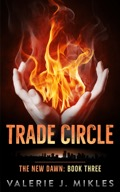 TRADE CIRCLE
THE NEW DAWN: BOOK THREE
VALERIE J. MIKLES